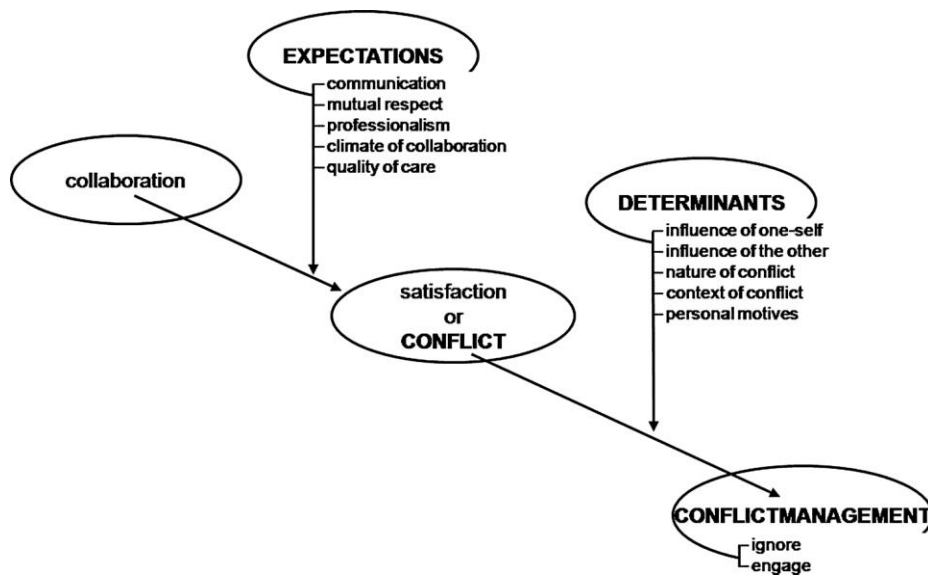 EXPECTATIONS
communication
mutual respect
professionalism
climate of collaboration
quality of care
collaboration
DETERMINANTS
influence of one-self
influence of the other
nature of conflict
context of conflict
personal motives
satisfaction
or
CONFLICT
CONFLICTMANAGEMENT
ignore
engage